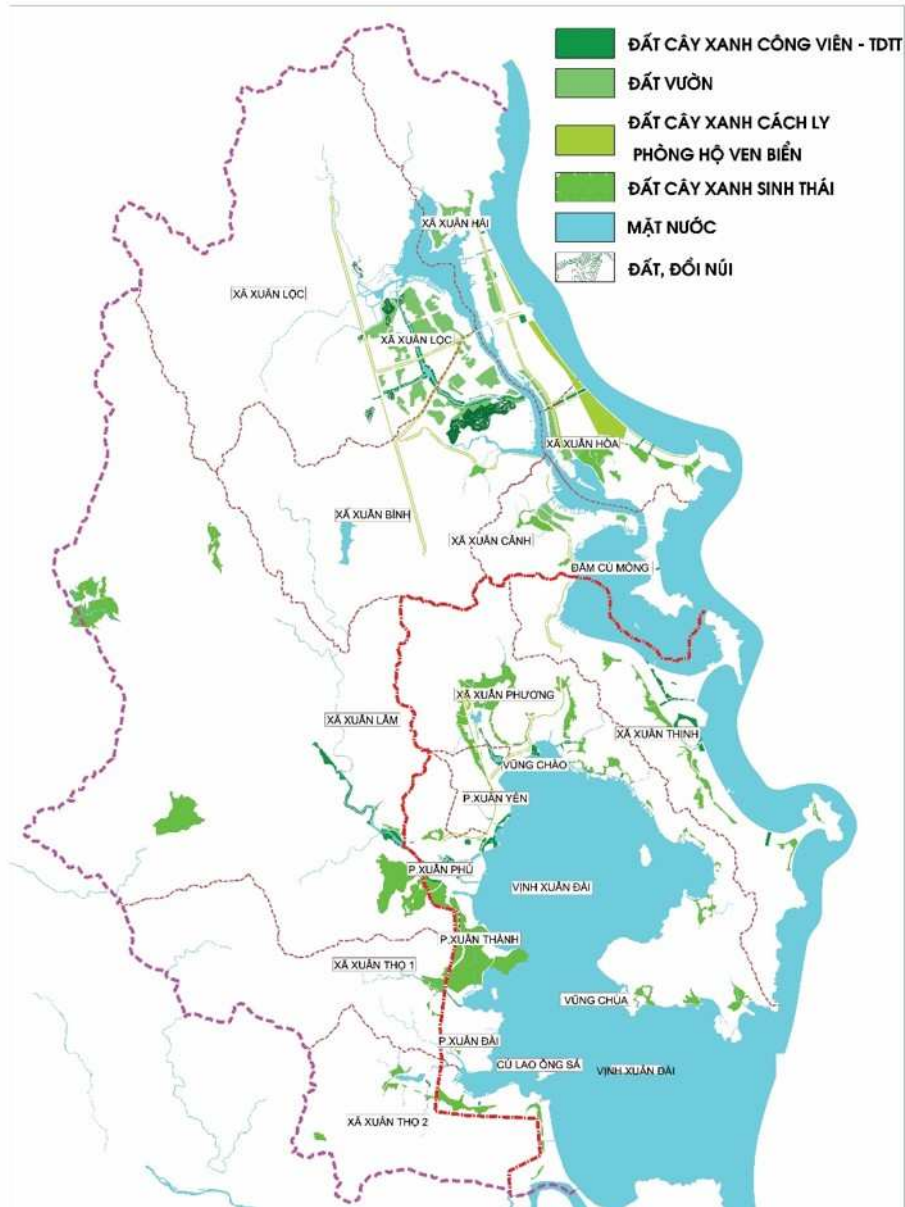 ĐẤT CÂY XANH CÔNG VIÊN - TDTT
ĐẤT VƯỜN
ĐẤT CÂY XANH CÁCH LY
PHÒNG HỘ VEN BIỂN
ĐẤT CÂY XANH SINH THÁI
MẶT NƯỚC
ĐẤT, ĐỒI NÚI
XÃ XUÂN HẢI
XÃ XUÂN LỘC
XÃ XUÂN LỘC
XÃ XUÂN HÒA
XÃ XUÂN BÌNH
XÃ XUÂN CẢNH
ĐẦM CÙ MÔNG
XÃ XUÂN PHƯƠNG
XÃ XUÂN LÂM
XÃ XUÂN THỊNH
VŨNG CHÀO
P.XUÂN YÊN
P.XUÂN PHÚ
VỊNH XUÂN ĐÀI
P.XUÂN THÀNH
XÃ XUÂN THỌ 1
VŨNG CHÙA
P.XUÂN ĐÀI
CÙ LAO ÔNG SÁ
VỊNH XUÂN ĐÀI
XÃ XUÂN THỌ 2